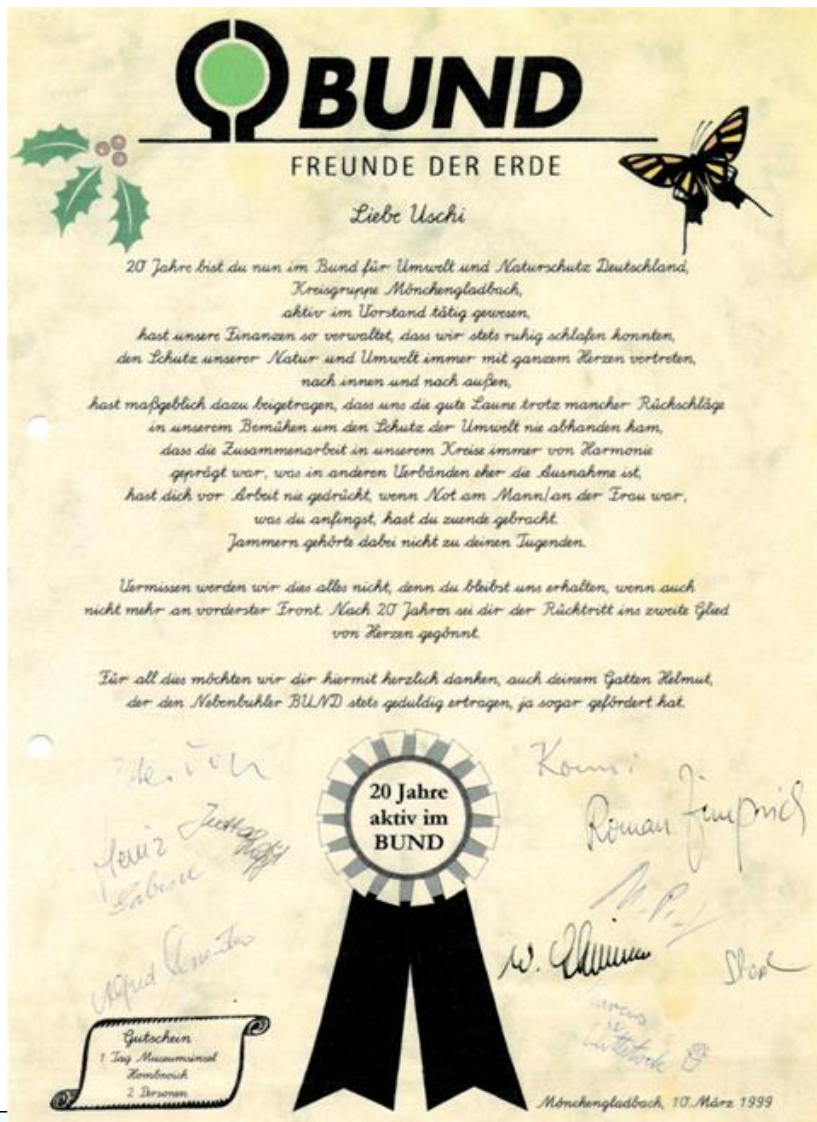 BUND
FREUNDE DER ERDE
Liebe Uschi
20 Jahre bist du nun im Bund für Umwelt und Naturschutz Deutschland,
Kreisgruppe Mönchengladbach,
aktiv im Vorstand tätig gewesen,
hast unsere Finanzen so verwaltet, dass wir stets ruhig schlafen konnten,
den Schutz unserer Natur und Umwelt immer mit ganzem Herzen vertreten,
nach innen und nach außen,
hast maßgeblich dazu beigetragen, dass uns die gute Laune trotz mancher Rückschläge
in unserem Bemühen um den Schutz der Umwelt nie abhanden kam,
dass die Zusammenarbeit in unserem Kreise immer von Harmonie
geprägt war, was in anderen Verbänden eher die Ausnahme ist,
hast dich vor Arbeit nie gedrückt, wenn Not am Mann/an der Frau war,
was du anfingst, hast du zuende gebracht.
Jammern gehörte dabei nicht zu deinen Tugenden.
Vermissen werden wir dies alles nicht, denn du bleibst uns erhalten, wenn auch
nicht mehr an vorderster Front. Nach 20 Jahren sei dir der Rücktritt ins zweite Glied
von Herzen gegönnt.
Für all dies möchten wir dir hiermit herzlich danken, auch deinem Gatten Helmut,
der den Nebenbuhler BUND stets geduldig ertragen, ja sogar gefördert hat.
20 Jahre
aktiv im
BUND
Heinz
Sabine
Alfred
Roman
W.
Gutschein
1 Tag Museumsinsel
Hombroich
2 Personen
Mönchengladbach, 10. März 1999